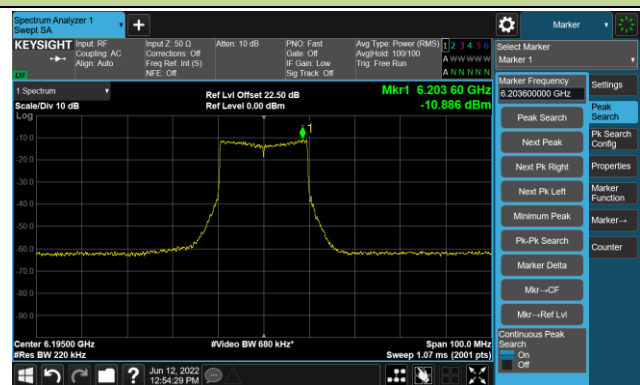 Spectrum Analyzer 1
Swept SA
Marker
KEYSIGHT
Input: RF
Coupling: AC
Align: Auto
Input Z: 50 Ω
Corrections: Off
Freq Ref: Int (S)
NFE: Off
Atten: 10 dB
PNO: Fast
Gate: Off
IF Gain: Low
Sig Track: Off
Avg Type: Power (RMS)
Avg|Hold: 100/100
Trig: Free Run
1 2 3 4 5 6
A W W W W W
A N N N N N
LW
Select Marker
Marker 1
1 Spectrum
Scale/Div 10 dB
Log
Ref Lvl Offset 22.50 dB
Ref Level 0.00 dBm
Mkr1 6.203 60 GHz
-10.886 dBm
1
-10.0
-20.0
-30.0
-40.0
-50.0
-60.0
-70.0
-80.0
-90.0
Center 6.19500 GHz
#Res BW 220 kHz
#Video BW 680 kHz*
Span 100.0 MHz
Sweep 1.07 ms (2001 pts)
Marker Frequency
6.203600000 GHz
Peak Search
Next Peak
Next Pk Right
Next Pk Left
Minimum Peak
Pk-Pk Search
Marker Delta
Mkr→CF
Mkr→Ref Lvl
Continuous Peak
Search
On
Off
Settings
Peak
Search
Pk Search
Config
Properties
Marker
Function
Marker→
Counter
Jun 12, 2022
12:54:29 PM